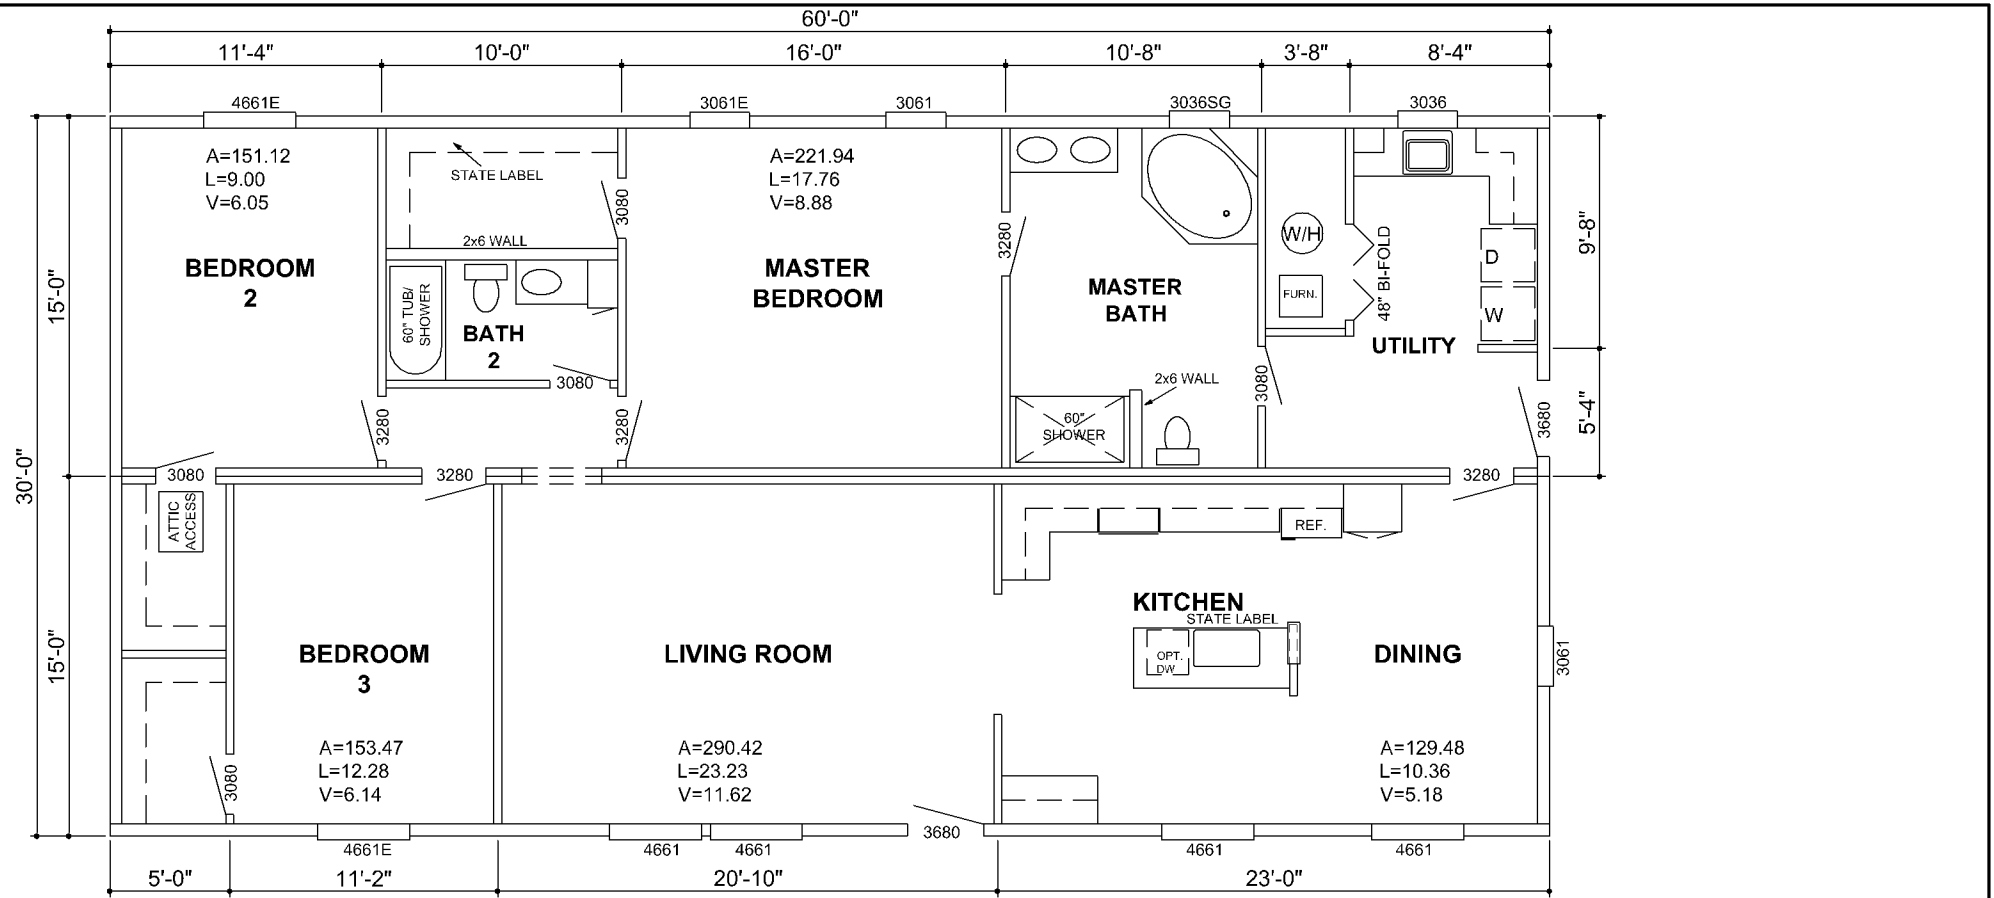 60'-0"
11'-4"
10'-0"
16'-0"
10'-8"
3'-8"
8'-4"
4661E
3061E
3061
3036SG
3036
A=151.12
L=9.00
V=6.05
STATE LABEL
A=221.94
L=17.76
V=8.88
3080
2x6 WALL
3280
W/H
48" BI-FOLD
D
9'-8"
BEDROOM
2
MASTER
BEDROOM
MASTER
BATH
FURN.
W
15'-0"
60" TUB/
SHOWER
BATH
2
UTILITY
3080
3080
2x6 WALL
3280
3280
60"
SHOWER
3680
5'-4"
30'-0"
3080
3280
3280
ATTIC
ACCESS
REF.
KITCHEN
STATE LABEL
15'-0"
BEDROOM
3
LIVING ROOM
OPT.
DW
DINING
3061
A=153.47
L=12.28
V=6.14
A=290.42
L=23.23
V=11.62
A=129.48
L=10.36
V=5.18
3080
3680
4661E
4661
4661
4661
4661
5'-0"
11'-2"
20'-10"
23'-0"